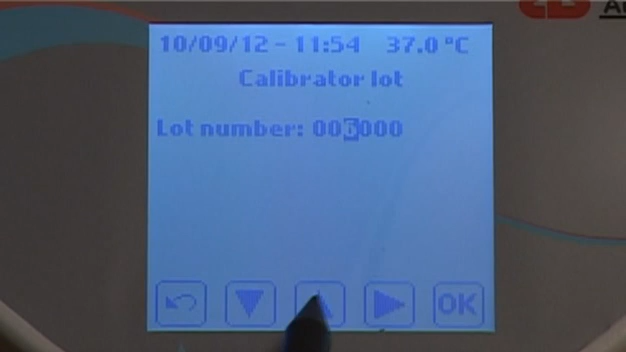 10/09/12 - 11:54 37.0 °C
Calibrator lot
Lot number: 006000
OK